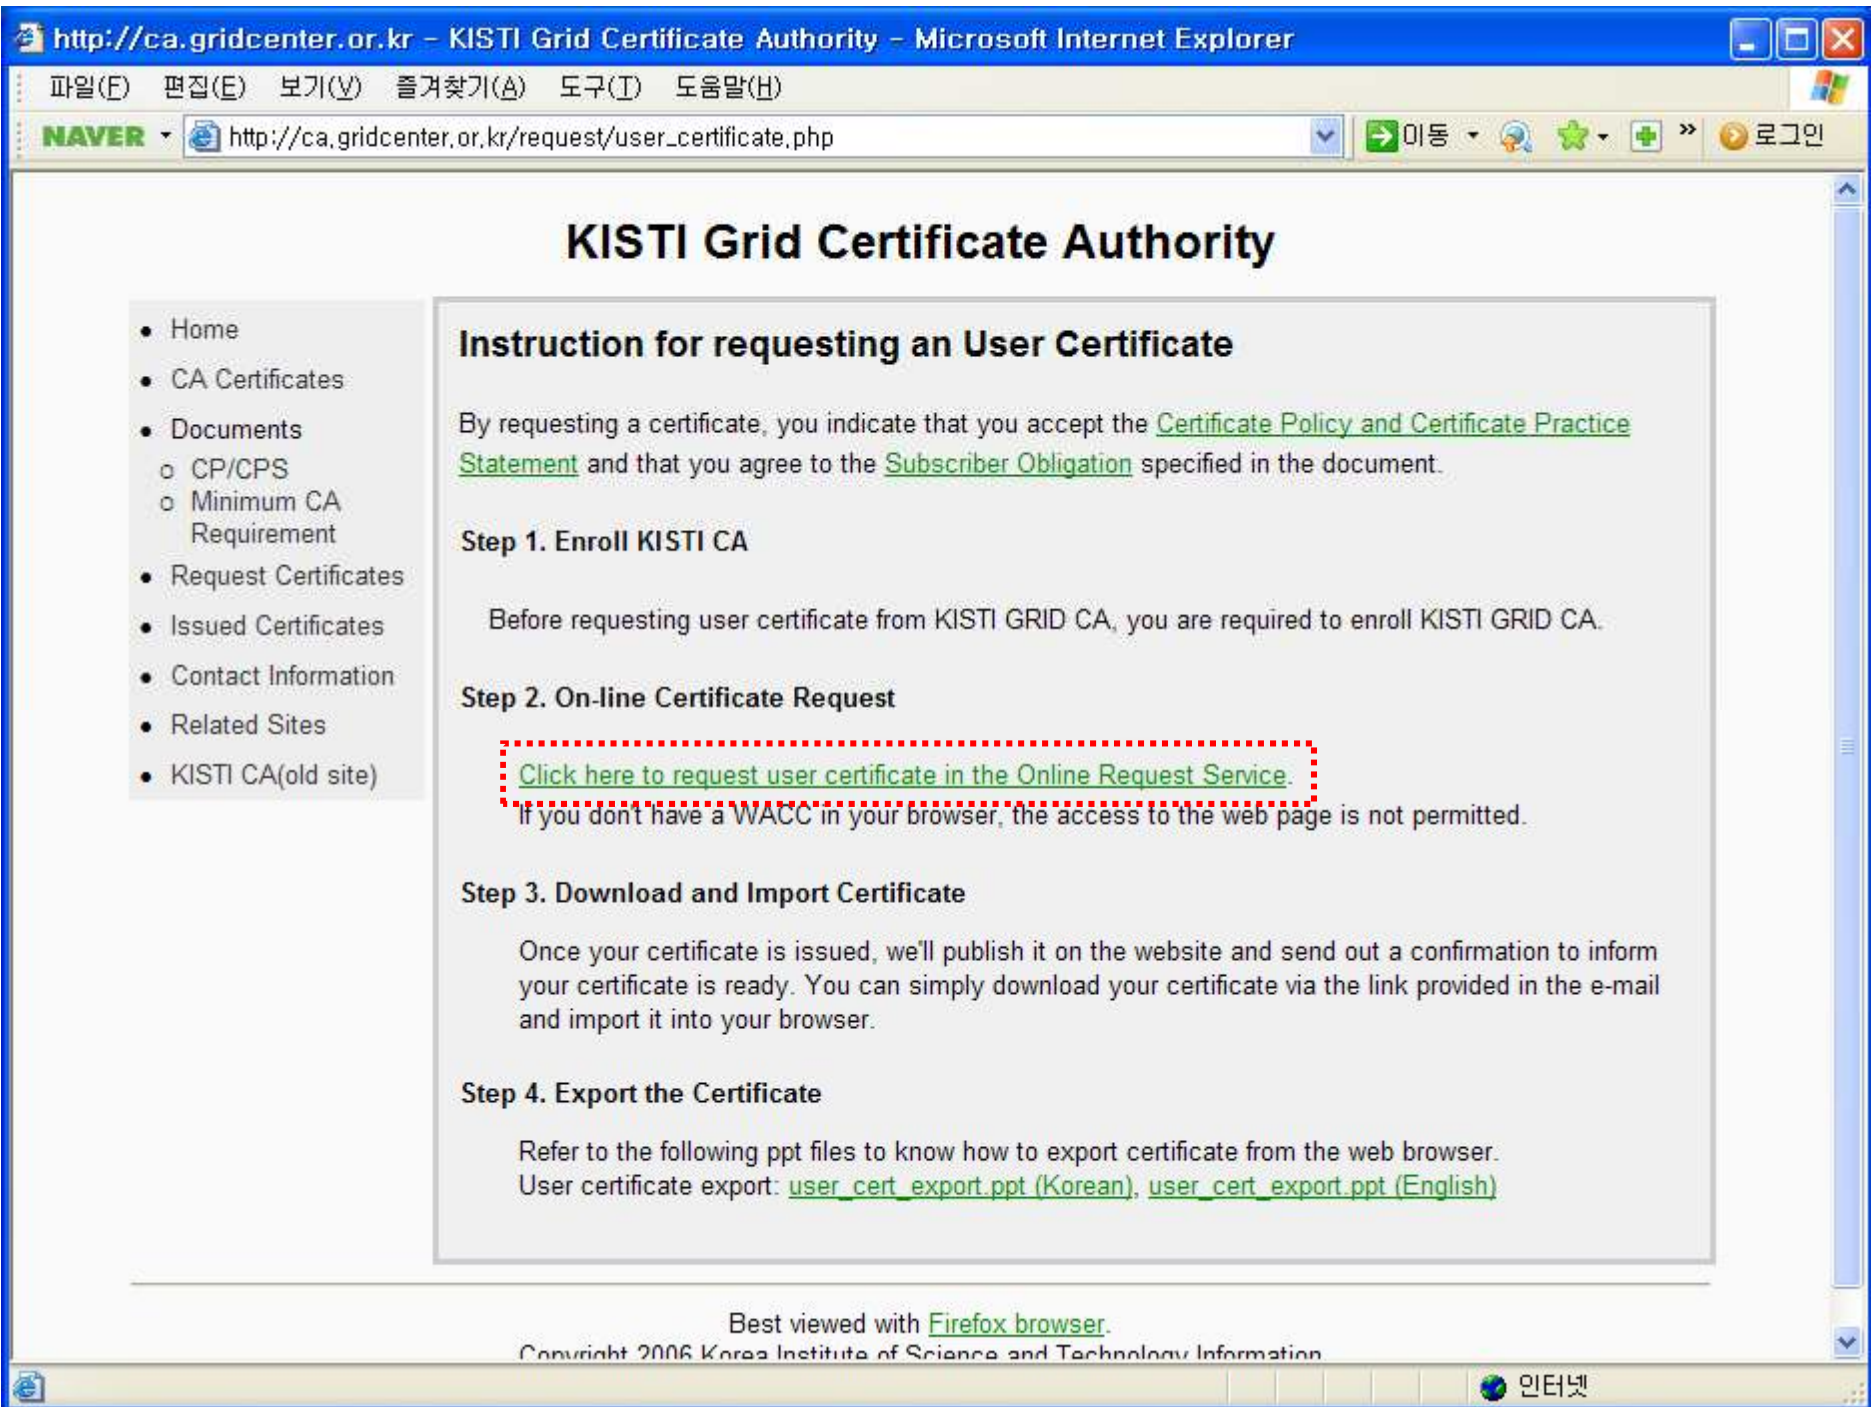 http://ca.gridcenter.or.kr - KISTI Grid Certificate Authority - Microsoft Internet Explorer
파일(F) 편집(E) 보기(V) 즐겨찾기(A) 도구(T) 도움말(H)
NAVER http://ca.gridcenter.or.kr/request/user_certificate.php 이동 » 로그인
KISTI Grid Certificate Authority
• Home
• CA Certificates
• Documents
o CP/CPS
o Minimum CA
Requirement
• Request Certificates
• Issued Certificates
• Contact Information
• Related Sites
• KISTI CA(old site)
Instruction for requesting an User Certificate
By requesting a certificate, you indicate that you accept the Certificate Policy and Certificate Practice
Statement and that you agree to the Subscriber Obligation specified in the document.
Step 1. Enroll KISTI CA
Before requesting user certificate from KISTI GRID CA, you are required to enroll KISTI GRID CA.
Step 2. On-line Certificate Request
Click here to request user certificate in the Online Request Service.
If you don't have a WACC in your browser, the access to the web page is not permitted.
Step 3. Download and Import Certificate
Once your certificate is issued, we'll publish it on the website and send out a confirmation to inform
your certificate is ready. You can simply download your certificate via the link provided in the e-mail
and import it into your browser.
Step 4. Export the Certificate
Refer to the following ppt files to know how to export certificate from the web browser.
User certificate export: user_cert_export.ppt (Korean), user_cert_export.ppt (English)
Best viewed with Firefox browser.
Copyright 2006 Korea Institute of Science and Technology Information
인터넷